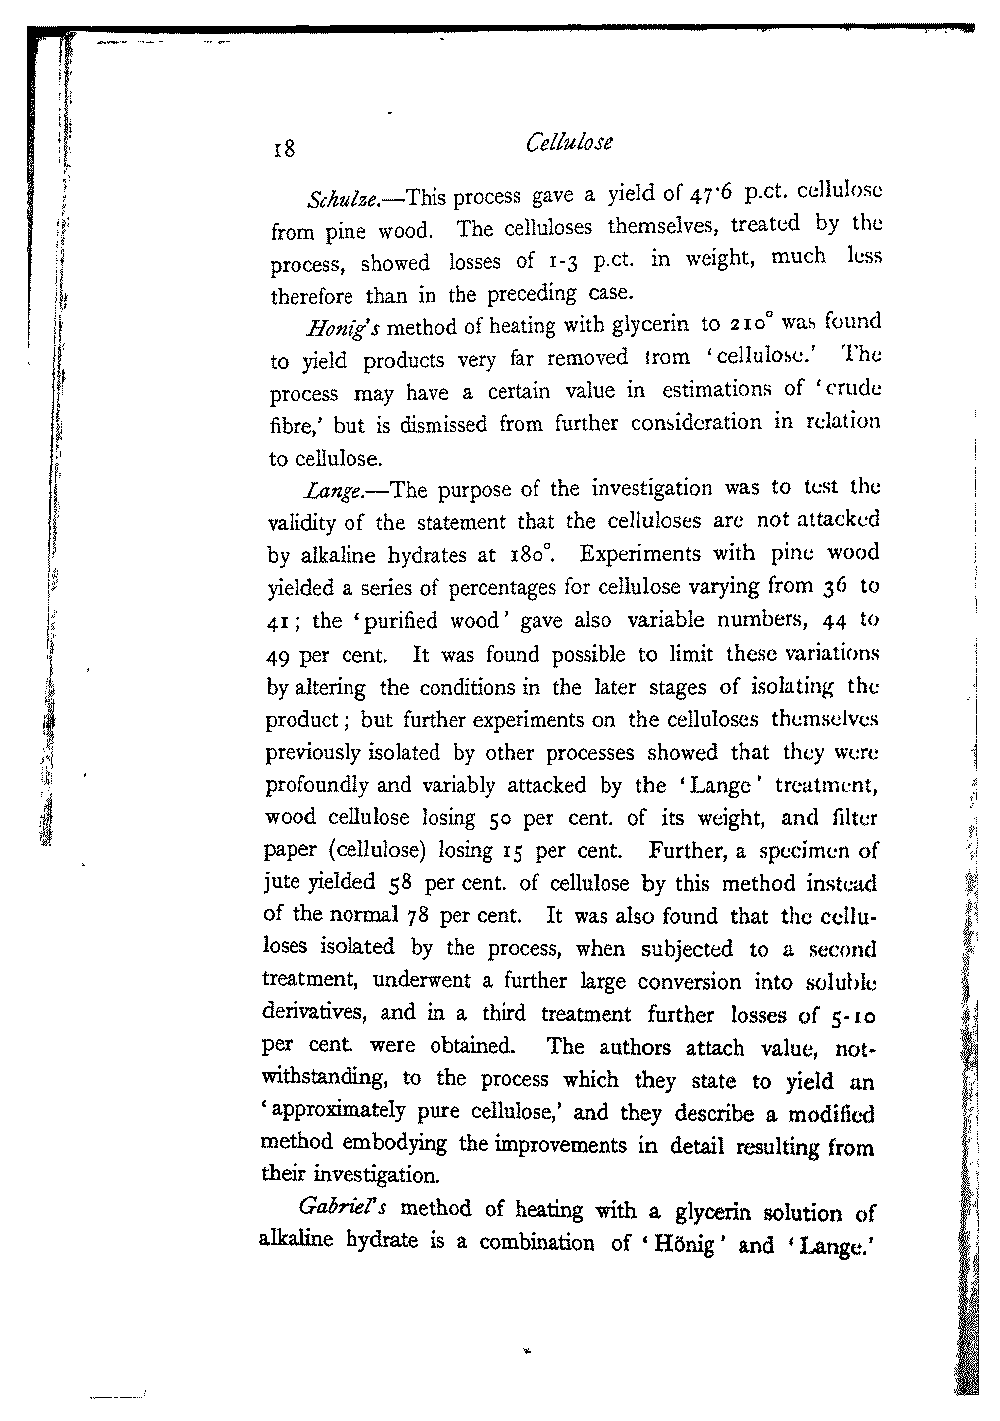 18 Cellulose
Schulze.—This process gave a yield of 47·6 p.ct. cellulose
from pine wood. The celluloses themselves, treated by the
process, showed losses of 1-3 p.ct. in weight, much less
therefore than in the preceding case.
Honig's method of heating with glycerin to 210° was found
to yield products very far removed from ‘cellulose.’ The
process may have a certain value in estimations of ‘crude
fibre,’ but is dismissed from further consideration in relation
to cellulose.
Lange.—The purpose of the investigation was to test the
validity of the statement that the celluloses are not attacked
by alkaline hydrates at 180°. Experiments with pine wood
yielded a series of percentages for cellulose varying from 36 to
41; the ‘purified wood’ gave also variable numbers, 44 to
49 per cent. It was found possible to limit these variations
by altering the conditions in the later stages of isolating the
product; but further experiments on the celluloses themselves
previously isolated by other processes showed that they were
profoundly and variably attacked by the ‘Lange’ treatment,
wood cellulose losing 50 per cent. of its weight, and filter
paper (cellulose) losing 15 per cent. Further, a specimen of
jute yielded 58 per cent. of cellulose by this method instead
of the normal 78 per cent. It was also found that the cellu-
loses isolated by the process, when subjected to a second
treatment, underwent a further large conversion into soluble
derivatives, and in a third treatment further losses of 5-10
per cent. were obtained. The authors attach value, not-
withstanding, to the process which they state to yield an
‘approximately pure cellulose,’ and they describe a modified
method embodying the improvements in detail resulting from
their investigation.
Gabriel's method of heating with a glycerin solution of
alkaline hydrate is a combination of ‘Hönig’ and ‘Lange.’